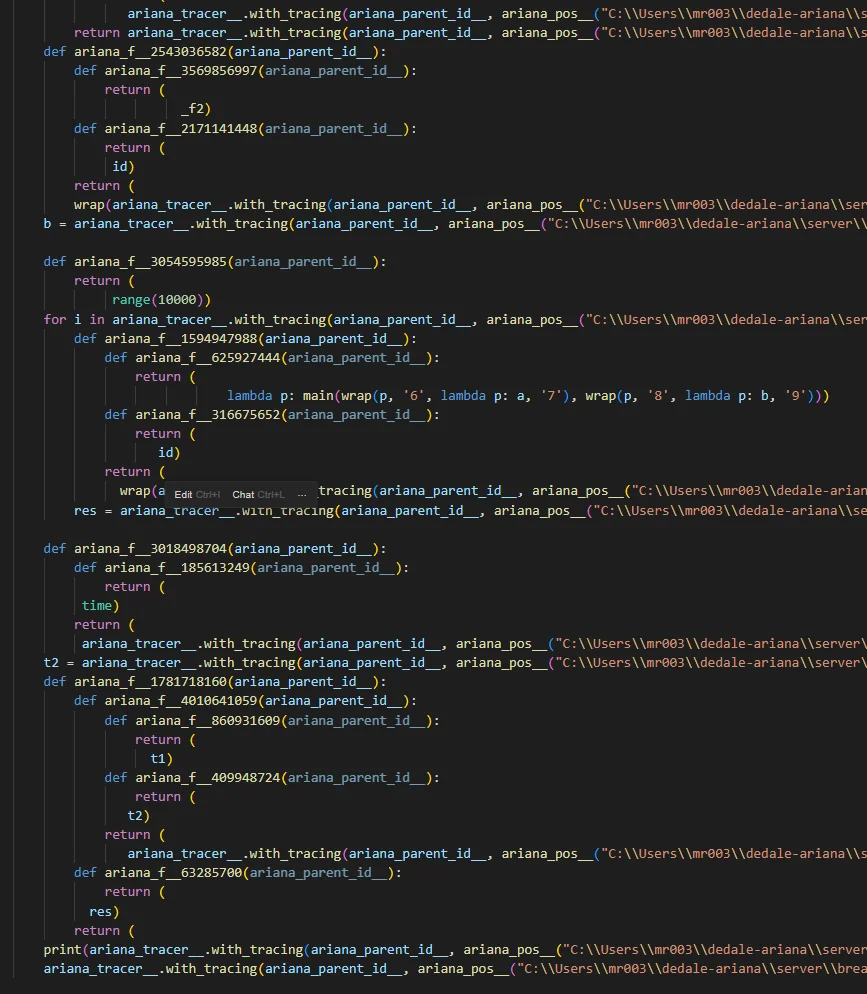 ariana_tracer__.with_tracing(ariana_parent_id__, ariana_pos__("C:\\Users\\mr003\\dedale-ariana\\s
return ariana_tracer__.with_tracing(ariana_parent_id__, ariana_pos__("C:\\Users\\mr003\\dedale-ariana\\s
def ariana_f__2543036582(ariana_parent_id__):
def ariana_f__3569856997(ariana_parent_id__):
return (
_f2)
def ariana_f__2171141448(ariana_parent_id__):
return (
id)
return (
wrap(ariana_tracer__.with_tracing(ariana_parent_id__, ariana_pos__("C:\\Users\\mr003\\dedale-ariana\\ser
b = ariana_tracer__.with_tracing(ariana_parent_id__, ariana_pos__("C:\\Users\\mr003\\dedale-ariana\\server\\
def ariana_f__3054595985(ariana_parent_id__):
return (
range(10000))
for i in ariana_tracer__.with_tracing(ariana_parent_id__, ariana_pos__("C:\\Users\\mr003\\dedale-ariana\\ser
def ariana_f__1594947988(ariana_parent_id__):
def ariana_f__625927444(ariana_parent_id__):
return (
lambda p: main(wrap(p, '6', lambda p: a, '7'), wrap(p, '8', lambda p: b, '9')))
def ariana_f__316675652(ariana_parent_id__):
return (
id)
return (
wrap(a Edit Ctrl+I Chat Ctrl+L ... tracing(ariana_parent_id__, ariana_pos__("C:\\Users\\mr003\\dedale-arian
res = ariana_tracer__.with_tracing(ariana_parent_id__, ariana_pos__("C:\\Users\\mr003\\dedale-ariana\\se
def ariana_f__3018498704(ariana_parent_id__):
def ariana_f__185613249(ariana_parent_id__):
return (
time)
return (
ariana_tracer__.with_tracing(ariana_parent_id__, ariana_pos__("C:\\Users\\mr003\\dedale-ariana\\server\
t2 = ariana_tracer__.with_tracing(ariana_parent_id__, ariana_pos__("C:\\Users\\mr003\\dedale-ariana\\server\
def ariana_f__1781718160(ariana_parent_id__):
def ariana_f__4010641059(ariana_parent_id__):
def ariana_f__860931609(ariana_parent_id__):
return (
t1)
def ariana_f__409948724(ariana_parent_id__):
return (
t2)
return (
ariana_tracer__.with_tracing(ariana_parent_id__, ariana_pos__("C:\\Users\\mr003\\dedale-ariana\\s
def ariana_f__63285700(ariana_parent_id__):
return (
res)
return (
print(ariana_tracer__.with_tracing(ariana_parent_id__, ariana_pos__("C:\\Users\\mr003\\dedale-ariana\\server
ariana_tracer__.with_tracing(ariana_parent_id__, ariana_pos__("C:\\Users\\mr003\\dedale-ariana\\server\\brea